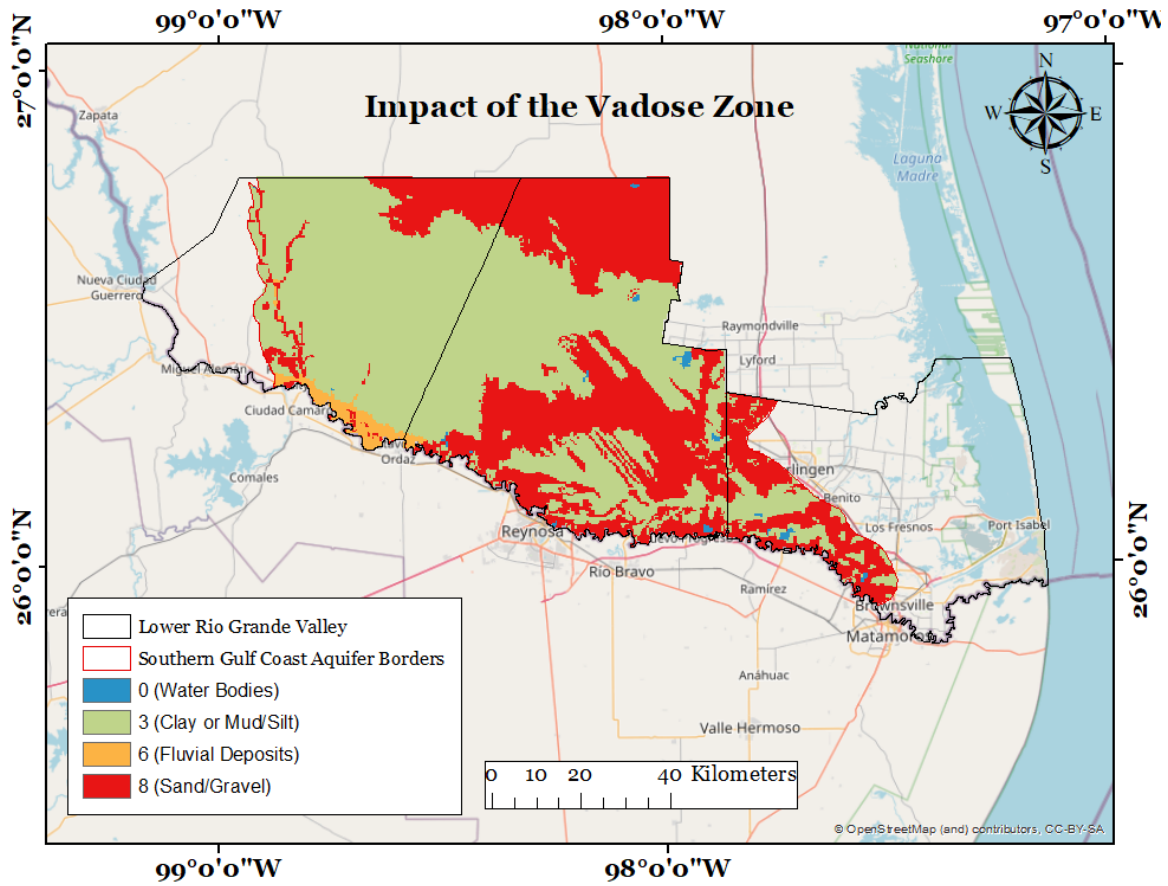 99°0'0"W
98°0'0"W
97°0'0"W
27°0'0"N
National
Seashore
N
W
E
S
Impact of the Vadose Zone
Zapata
Laguna
Madre
Nueva Ciudad
Guerrero
Raymondville
Lyford
Miguel Alemán
Ciudad Camar
Ordaz
Comales
rlingen
Benito
Los Fresnos
Port Isabel
Reynosa
Río Bravo
Ramírez
Brownsville
Matamoros
Anáhuac
Valle Hermoso
26°0'0"N
26°0'0"N
Lower Rio Grande Valley
Southern Gulf Coast Aquifer Borders
0 (Water Bodies)
3 (Clay or Mud/Silt)
6 (Fluvial Deposits)
8 (Sand/Gravel)
0 10 20 40 Kilometers
© OpenStreetMap (and) contributors, CC-BY-SA
99°0'0"W
98°0'0"W